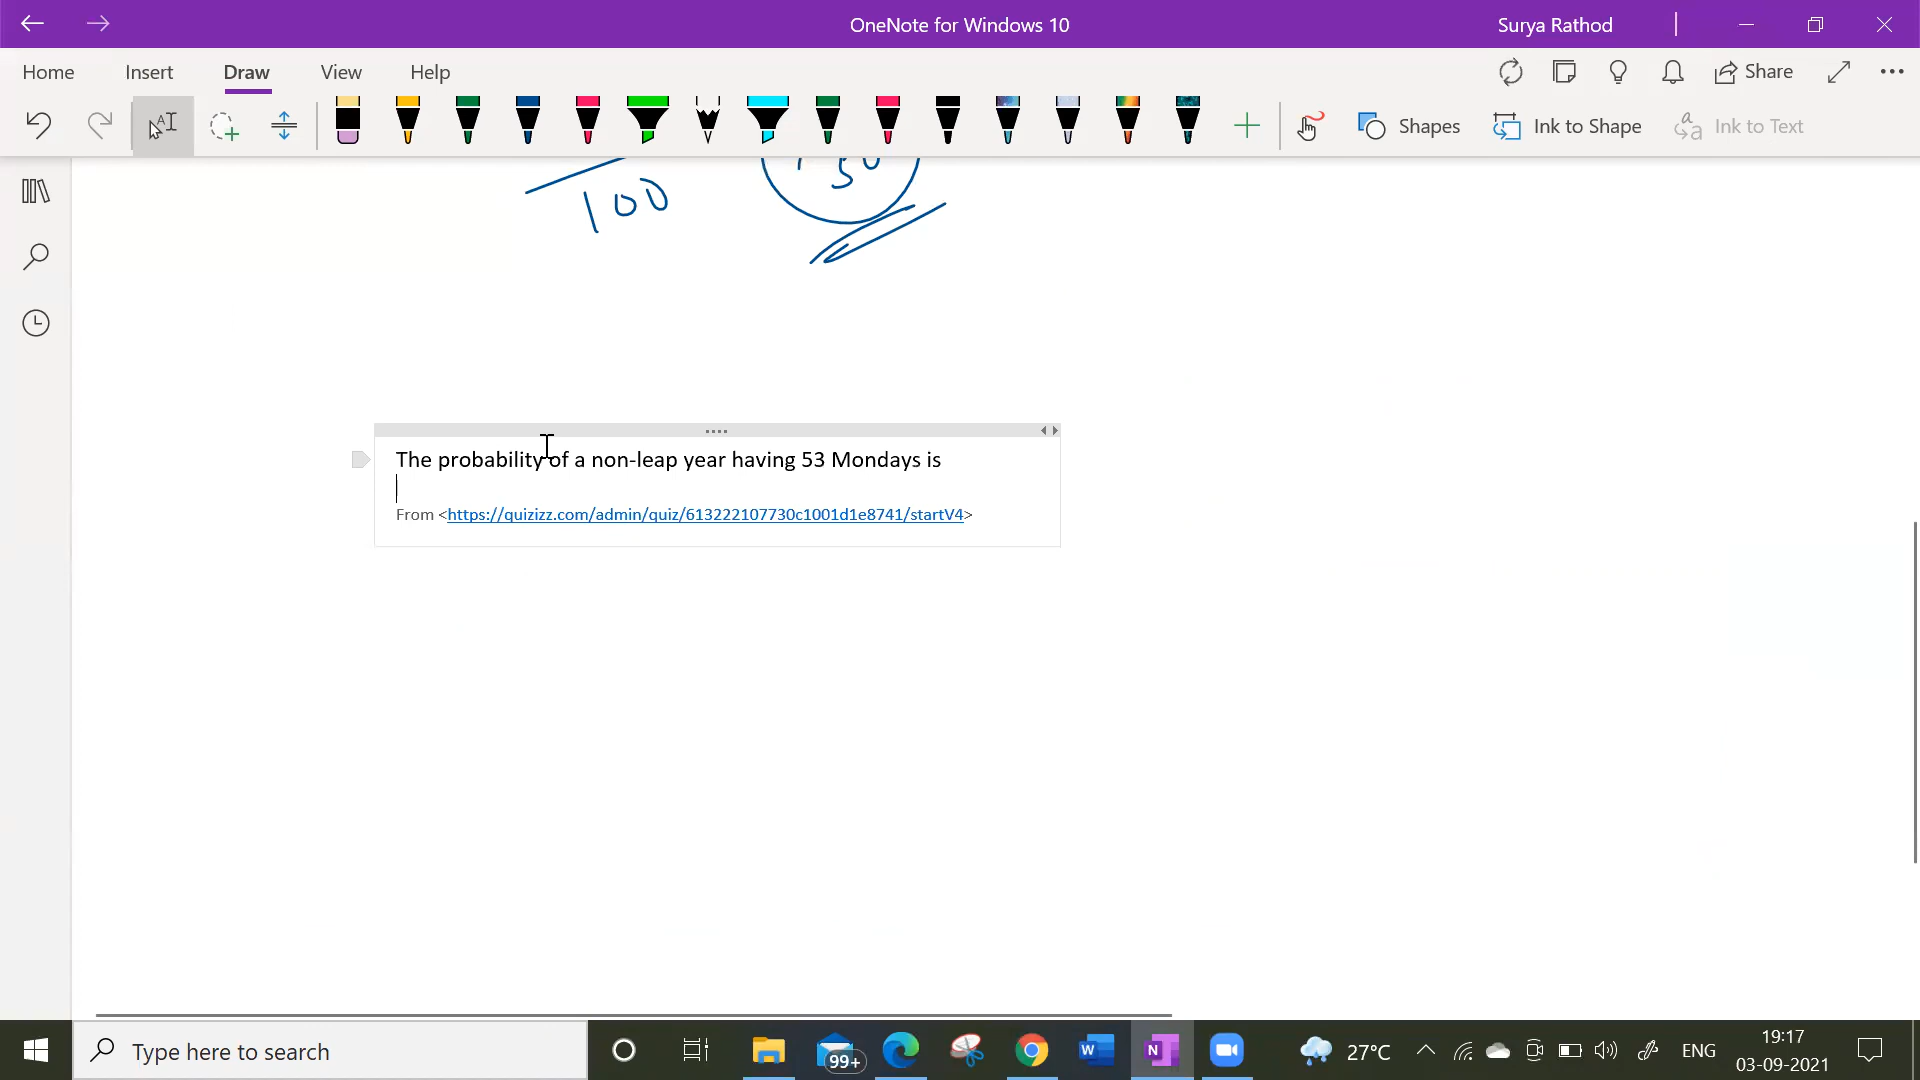 OneNote for Windows 10
Surya Rathod
Home Insert Draw View Help
Share
Shapes Ink to Shape Ink to Text
100
The probability of a non-leap year having 53 Mondays is
From <https://quizizz.com/admin/quiz/613222107730c1001d1e8741/startV4>
Type here to search
99+
27°C
ENG
19:17
03-09-2021